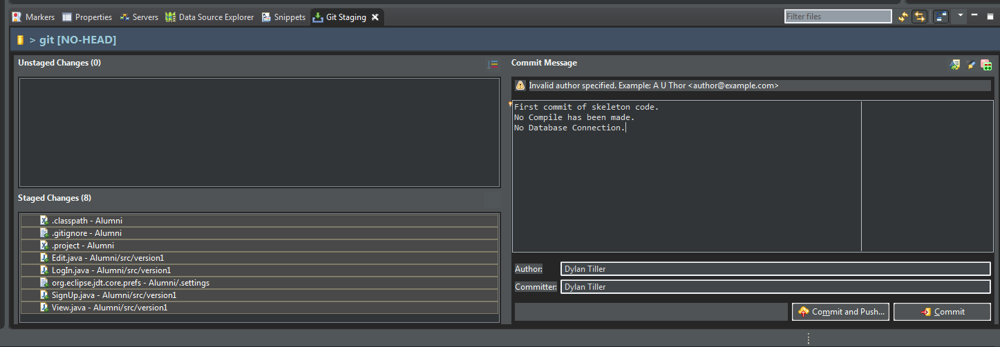 Markers Properties Servers Data Source Explorer Snippets Git Staging Filter files
> git [NO-HEAD]
Unstaged Changes (0)
Commit Message
Invalid author specified. Example: A U Thor <author@example.com>
First commit of skeleton code.
No Compile has been made.
No Database Connection.
Staged Changes (8)
.classpath - Alumni
.gitignore - Alumni
.project - Alumni
Edit.java - Alumni/src/version1
LogIn.java - Alumni/src/version1
org.eclipse.jdt.core.prefs - Alumni/.settings
SignUp.java - Alumni/src/version1
View.java - Alumni/src/version1
Author: Dylan Tiller
Committer: Dylan Tiller
Commit and Push... Commit